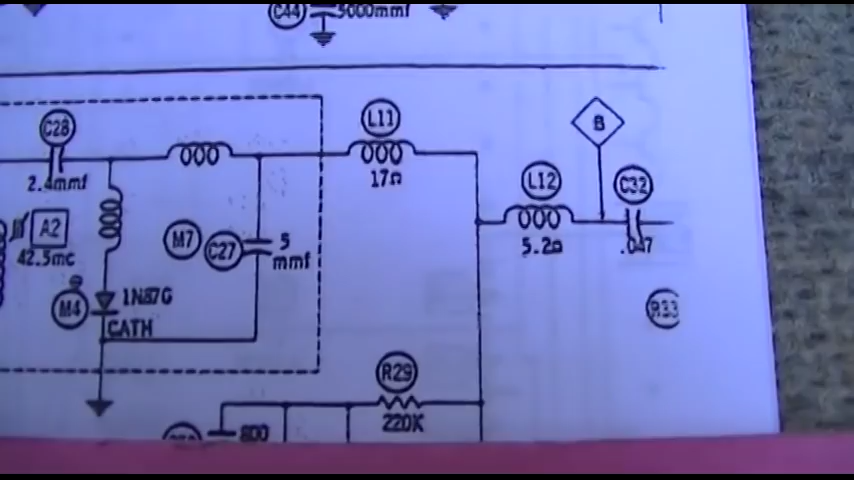 C44
5000mmf
C28
2.4mmf
L11
17Ω
B
L12
5.2Ω
C32
.047
A2
42.5mc
M7
C27
5
mmf
M4
1N87G
CATH
R33
R29
220K
800